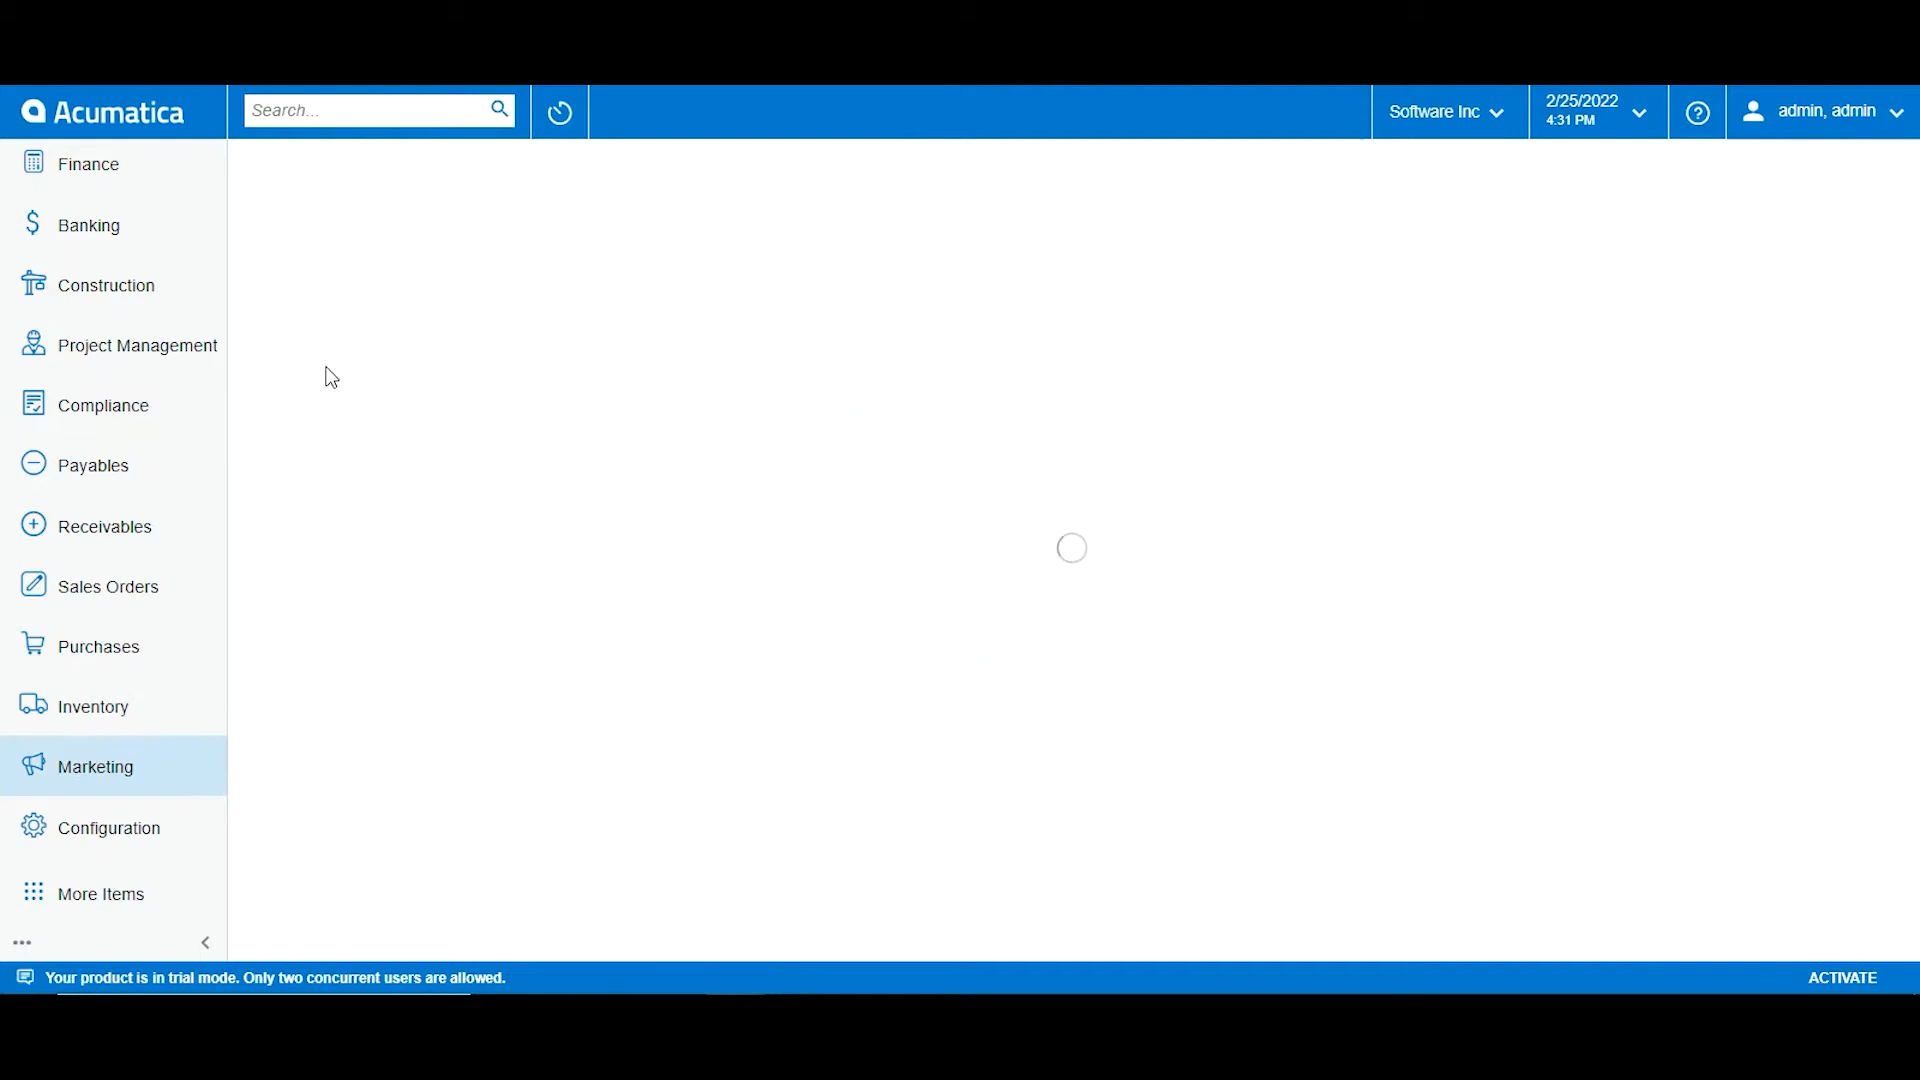 Acumatica
Search...
Software Inc
2/25/2022
4:31 PM
admin, admin
Finance
Banking
Construction
Project Management
Compliance
Payables
Receivables
Sales Orders
Purchases
Inventory
Marketing
Configuration
More Items
Your product is in trial mode. Only two concurrent users are allowed.
ACTIVATE